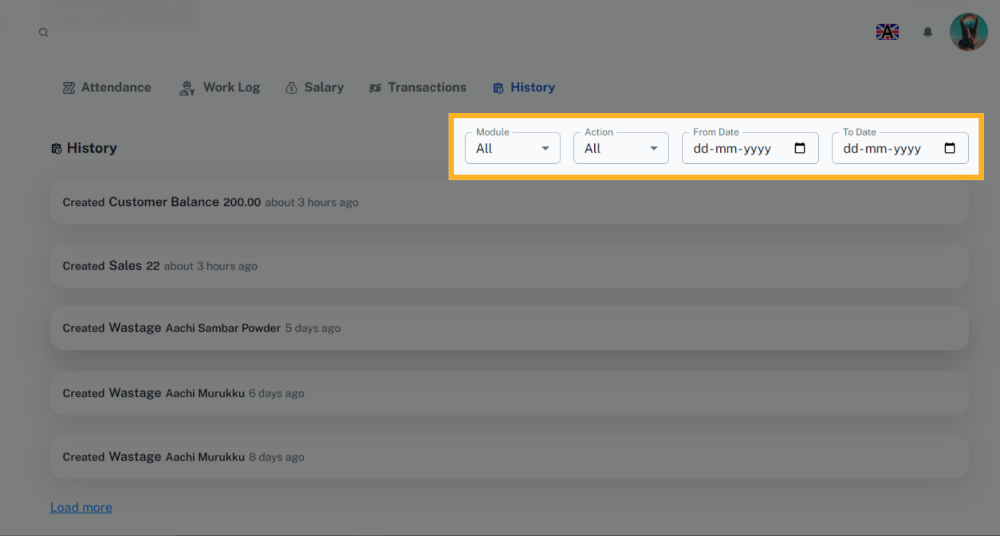 A
Attendance Work Log Salary Transactions History
Module Action From Date To Date
History All All dd-mm-yyyy dd-mm-yyyy
Created Customer Balance 200.00 about 3 hours ago
Created Sales 22 about 3 hours ago
Created Wastage Aachi Sambar Powder 5 days ago
Created Wastage Aachi Murukku 6 days ago
Created Wastage Aachi Murukku 8 days ago
Load more